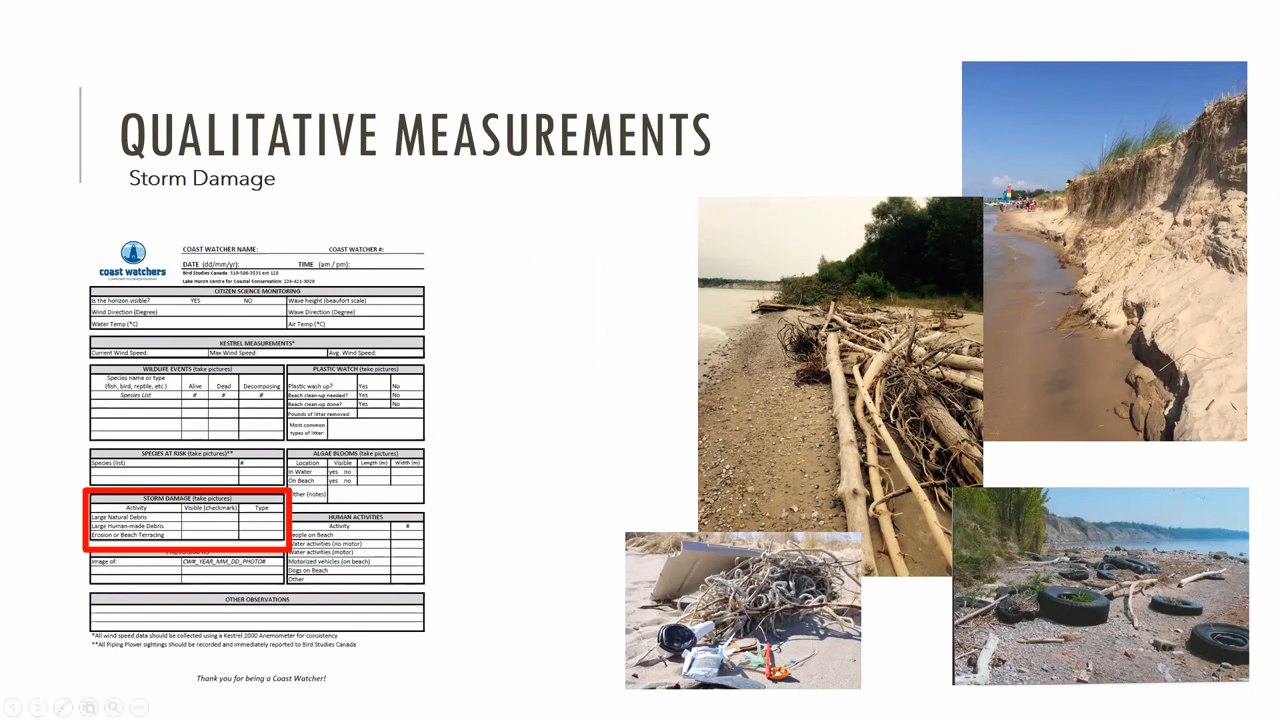 QUALITATIVE MEASUREMENTS
Storm Damage
coast watchers
COAST WATCHER NAME: COAST WATCHER #:
DATE (dd/mm/yr): TIME (am / pm):
Bird Studies Canada: 519-586-3531 ext 128
Lake Huron Centre for Coastal Conservation: 226-421-3029
CITIZEN SCIENCE MONITORING
Is the horizon visible? YES NO Wave height (beaufort scale)
Wind Direction (Degree) Wave Direction (Degree)
Water Temp (°C) Air Temp (°C)
KESTREL MEASUREMENTS*
Current Wind Speed: Max Wind Speed: Avg. Wind Speed:
WILDLIFE EVENTS (take pictures)
Species name or type
(fish, bird, reptile, etc.) Alive Dead Decomposing
Species List # # #
PLASTIC WATCH (take pictures)
Plastic wash up? Yes No
Beach clean-up needed? Yes No
Beach clean-up done? Yes No
Pounds of litter removed:
Most common
types of litter:
SPECIES AT RISK (take pictures)**
Species (list) #
ALGAE BLOOMS (take pictures)
Location Visible Length (m) Width (m)
In Water yes no
On Beach yes no
Other (notes)
STORM DAMAGE (take pictures)
Activity Visible (checkmark) Type
Large Natural Debris
Large Human-made Debris
Erosion or Beach Terracing
HUMAN ACTIVITIES
Activity #
People on Beach
Water activities (no motor)
Water activities (motor)
Motorized vehicles (on beach)
Dogs on Beach
Other
Image of: CW#_YEAR_MM_DD_PHOTO#
OTHER OBSERVATIONS
*All wind speed data should be collected using a Kestrel 2000 Anemometer for consistency
**All Piping Plover sightings should be recorded and immediately reported to Bird Studies Canada
Thank you for being a Coast Watcher!